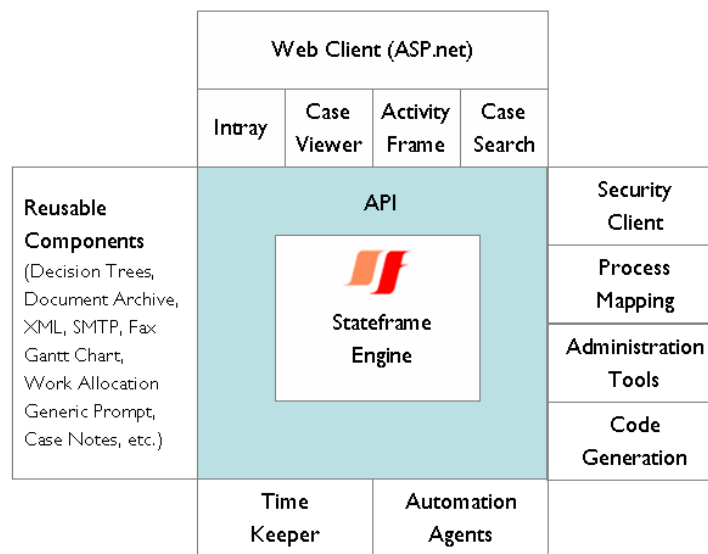 Web Client (ASP.net)
Intray
Case
Viewer
Activity
Frame
Case
Search
Reusable
Components
(Decision Trees,
Document Archive,
XML, SMTP, Fax
Gantt Chart,
Work Allocation
Generic Prompt,
Case Notes, etc.)
API
Stateframe
Engine
Security
Client
Process
Mapping
Administration
Tools
Code
Generation
Time
Keeper
Automation
Agents